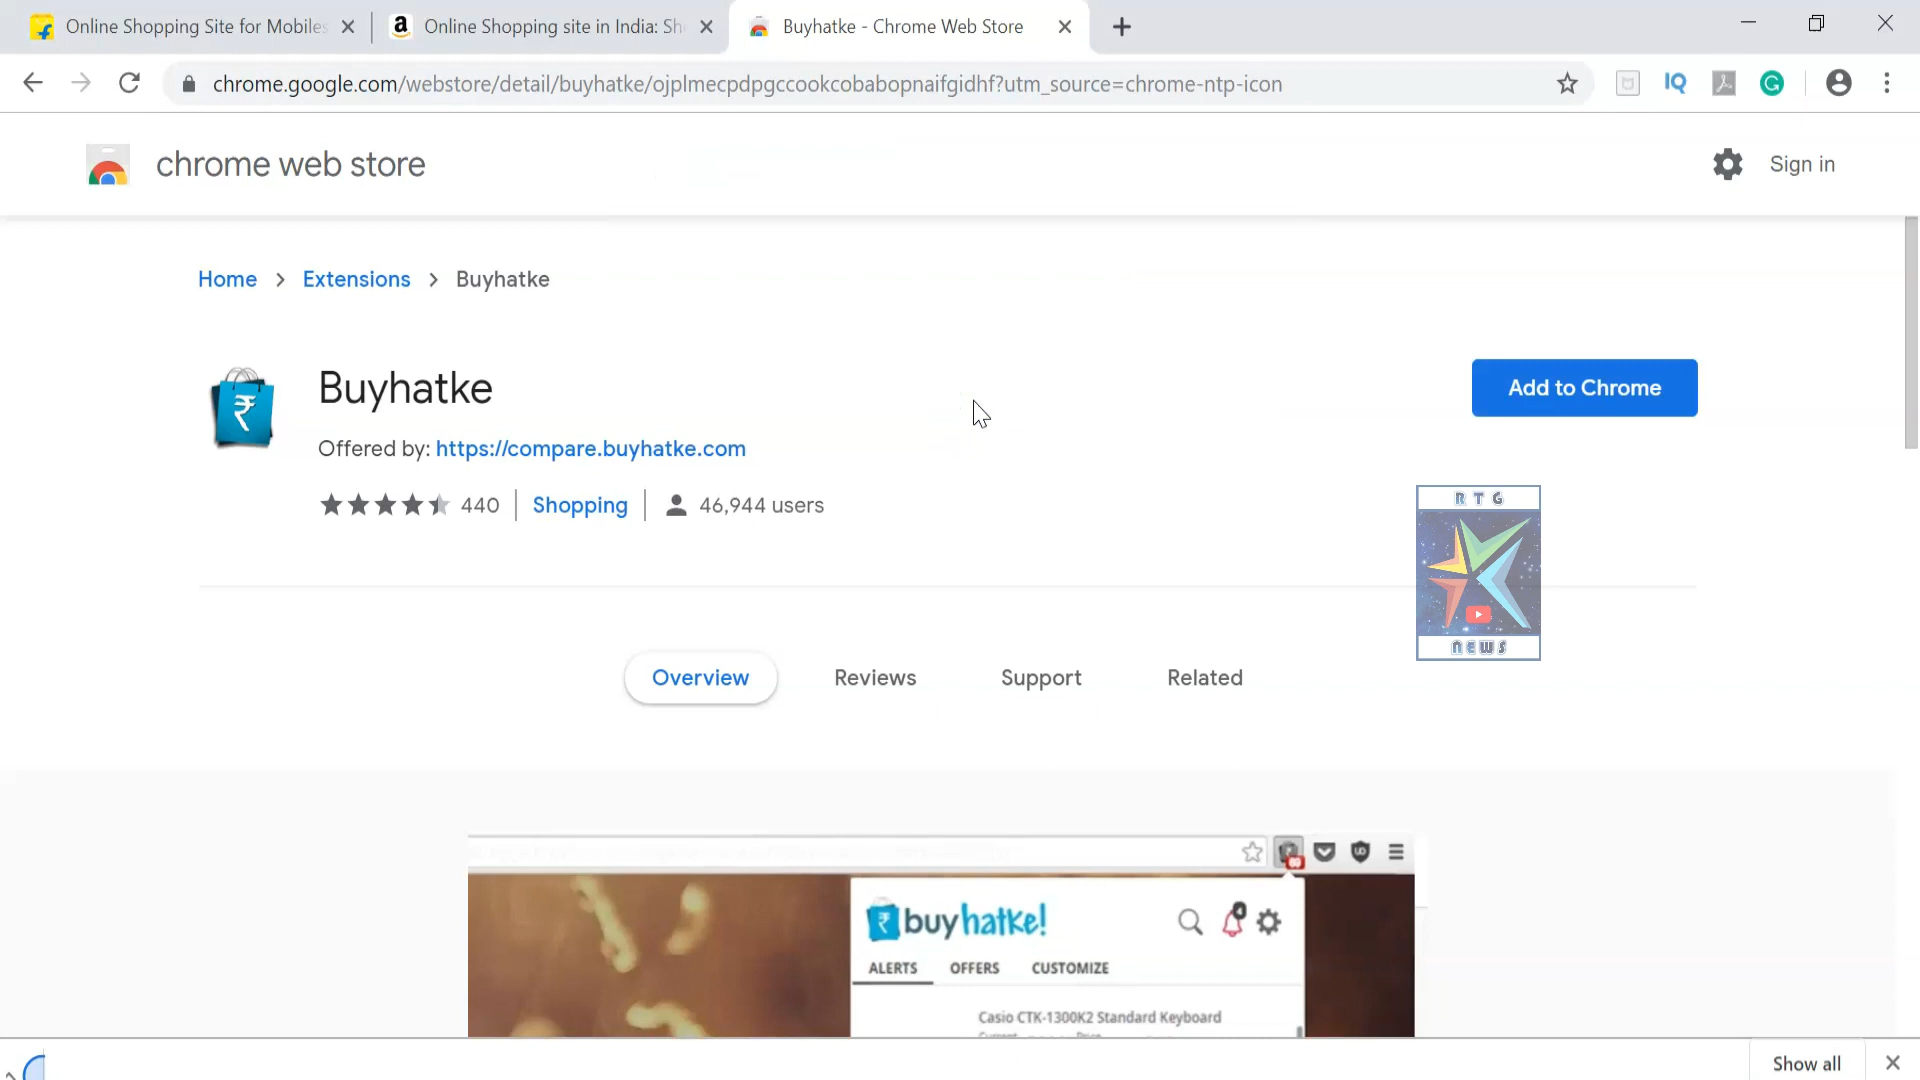 Online Shopping Site for Mobiles
a Online Shopping site in India: Sh
Buyhatke - Chrome Web Store
chrome.google.com/webstore/detail/buyhatke/ojplmecpdpgccookcobabopnaifgidhf?utm_source=chrome-ntp-icon
IQ
chrome web store
Sign in
Home > Extensions > Buyhatke
Buyhatke
Add to Chrome
Offered by: https://compare.buyhatke.com
440 Shopping 46,944 users
RTG
NEWS
Overview Reviews Support Related
buyhatke!
4
ALERTS OFFERS CUSTOMIZE
Casio CTK-1300K2 Standard Keyboard
Show all